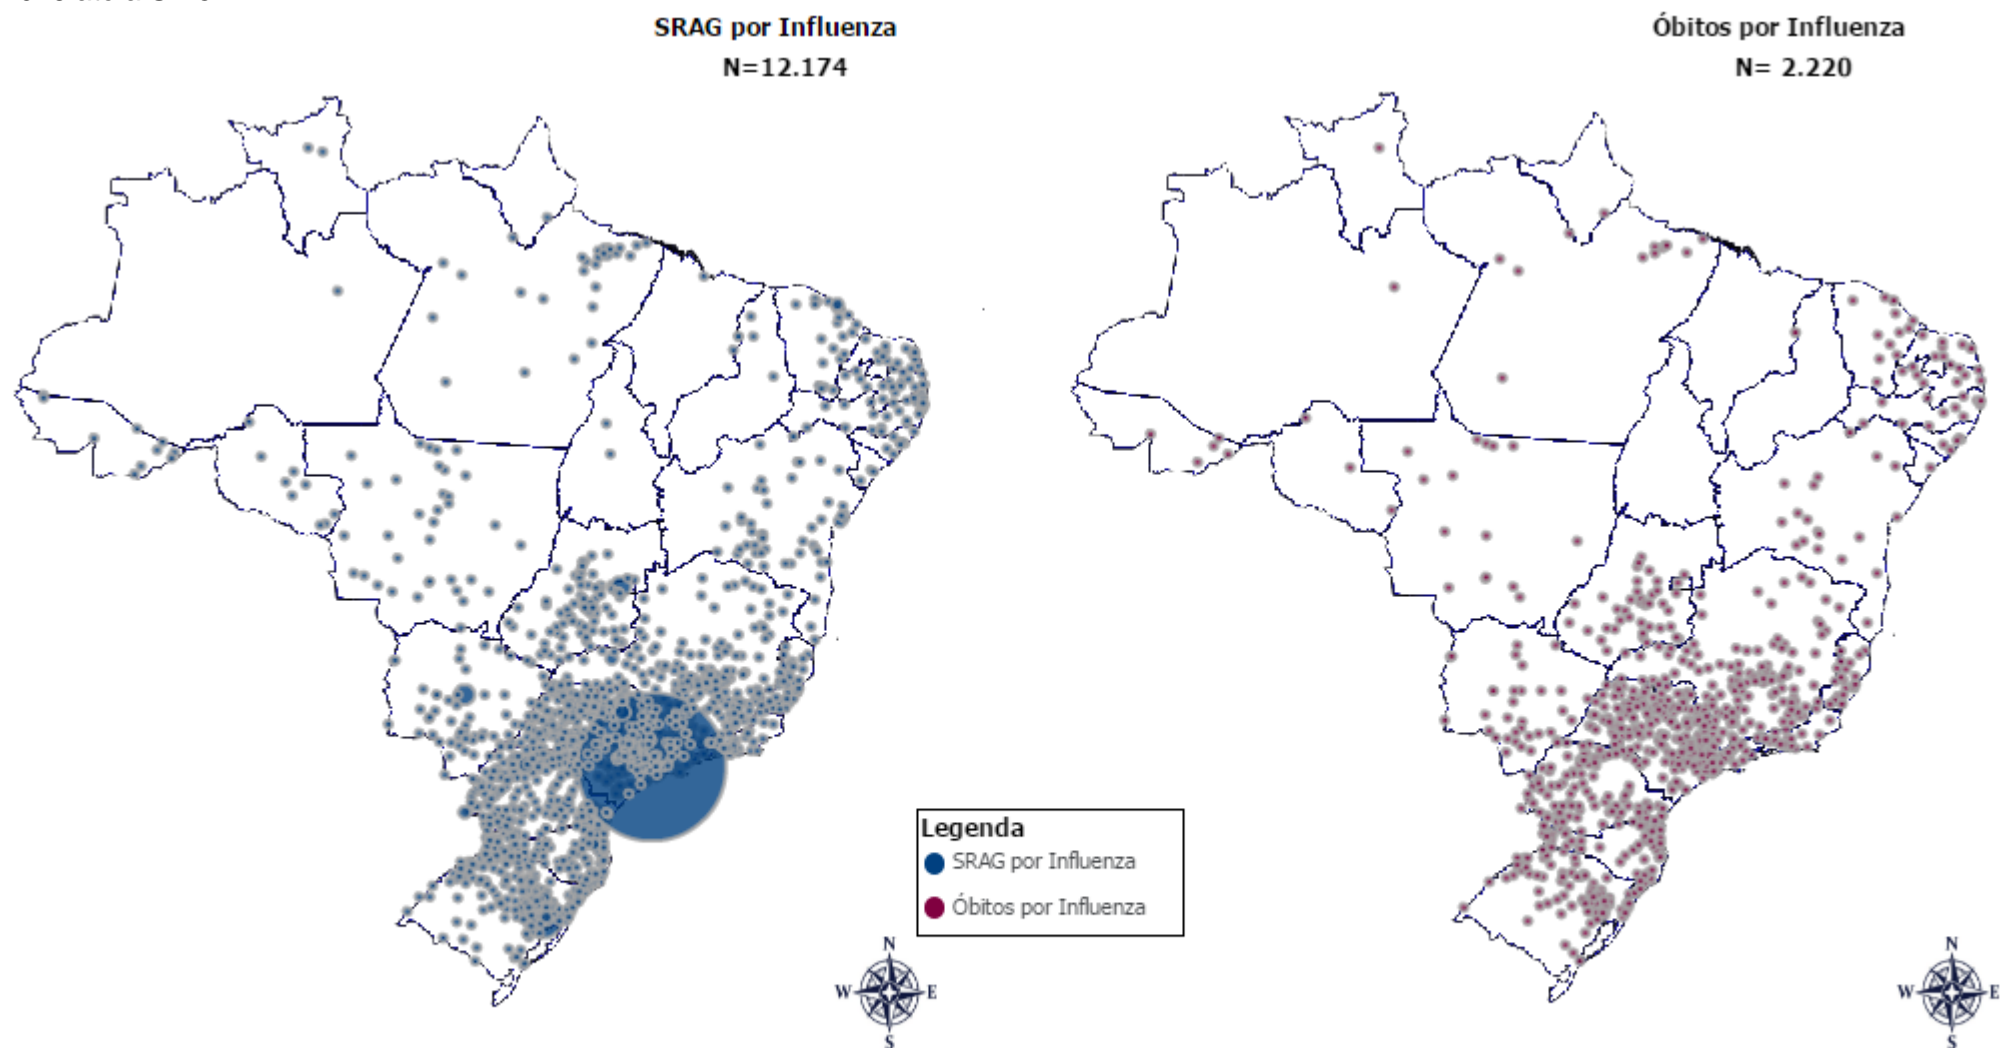 SRAG por Influenza
N=12.174
Óbitos por Influenza
N= 2.220
Legenda
SRAG por Influenza
Óbitos por Influenza
N
W E
S
N
W E
S